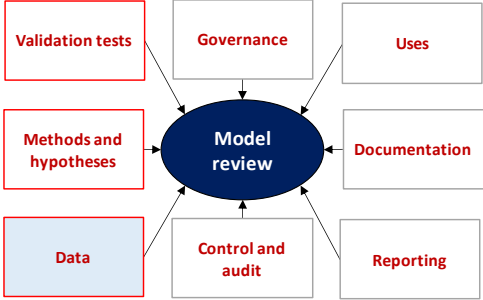 Validation tests
Governance
Uses
Methods and
hypotheses
Model
review
Documentation
Data
Control and
audit
Reporting